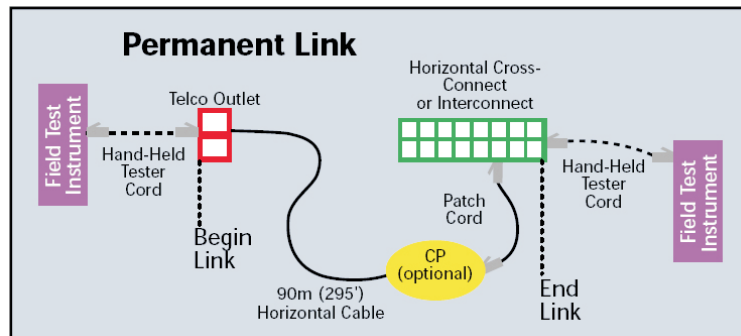 Permanent Link
Field Test
Instrument
Telco Outlet
Hand-Held
Tester
Cord
Begin
Link
90m (295')
Horizontal Cable
CP
(optional)
Patch
Cord
Horizontal Cross-
Connect
or Interconnect
Hand-Held
Tester
Cord
End
Link
Field Test
Instrument